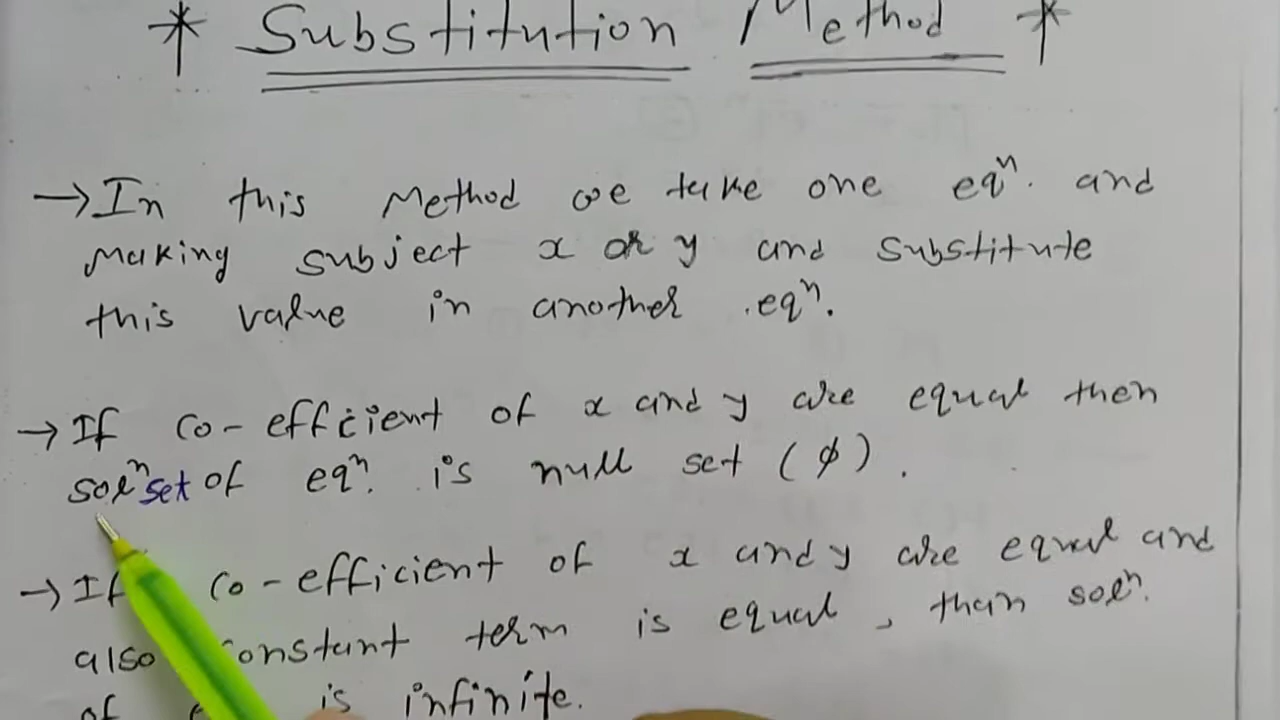 * Substitution Method *
→ In this Method we take one eqⁿ. and
making subject x or y and substitute
this value in another eqⁿ.
→ If co-efficient of x and y are equal then
solⁿ set of eqⁿ. is null set (ϕ).
→ If co-efficient of x and y are equal and
also constant term is equal, than solⁿ.
of is infinite.